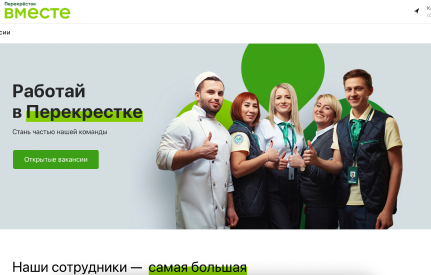 Перекрёсток
вместе
сии
Работай
в Перекрестке
Стань частью нашей команды
Открытые вакансии
Наши сотрудники — самая большая